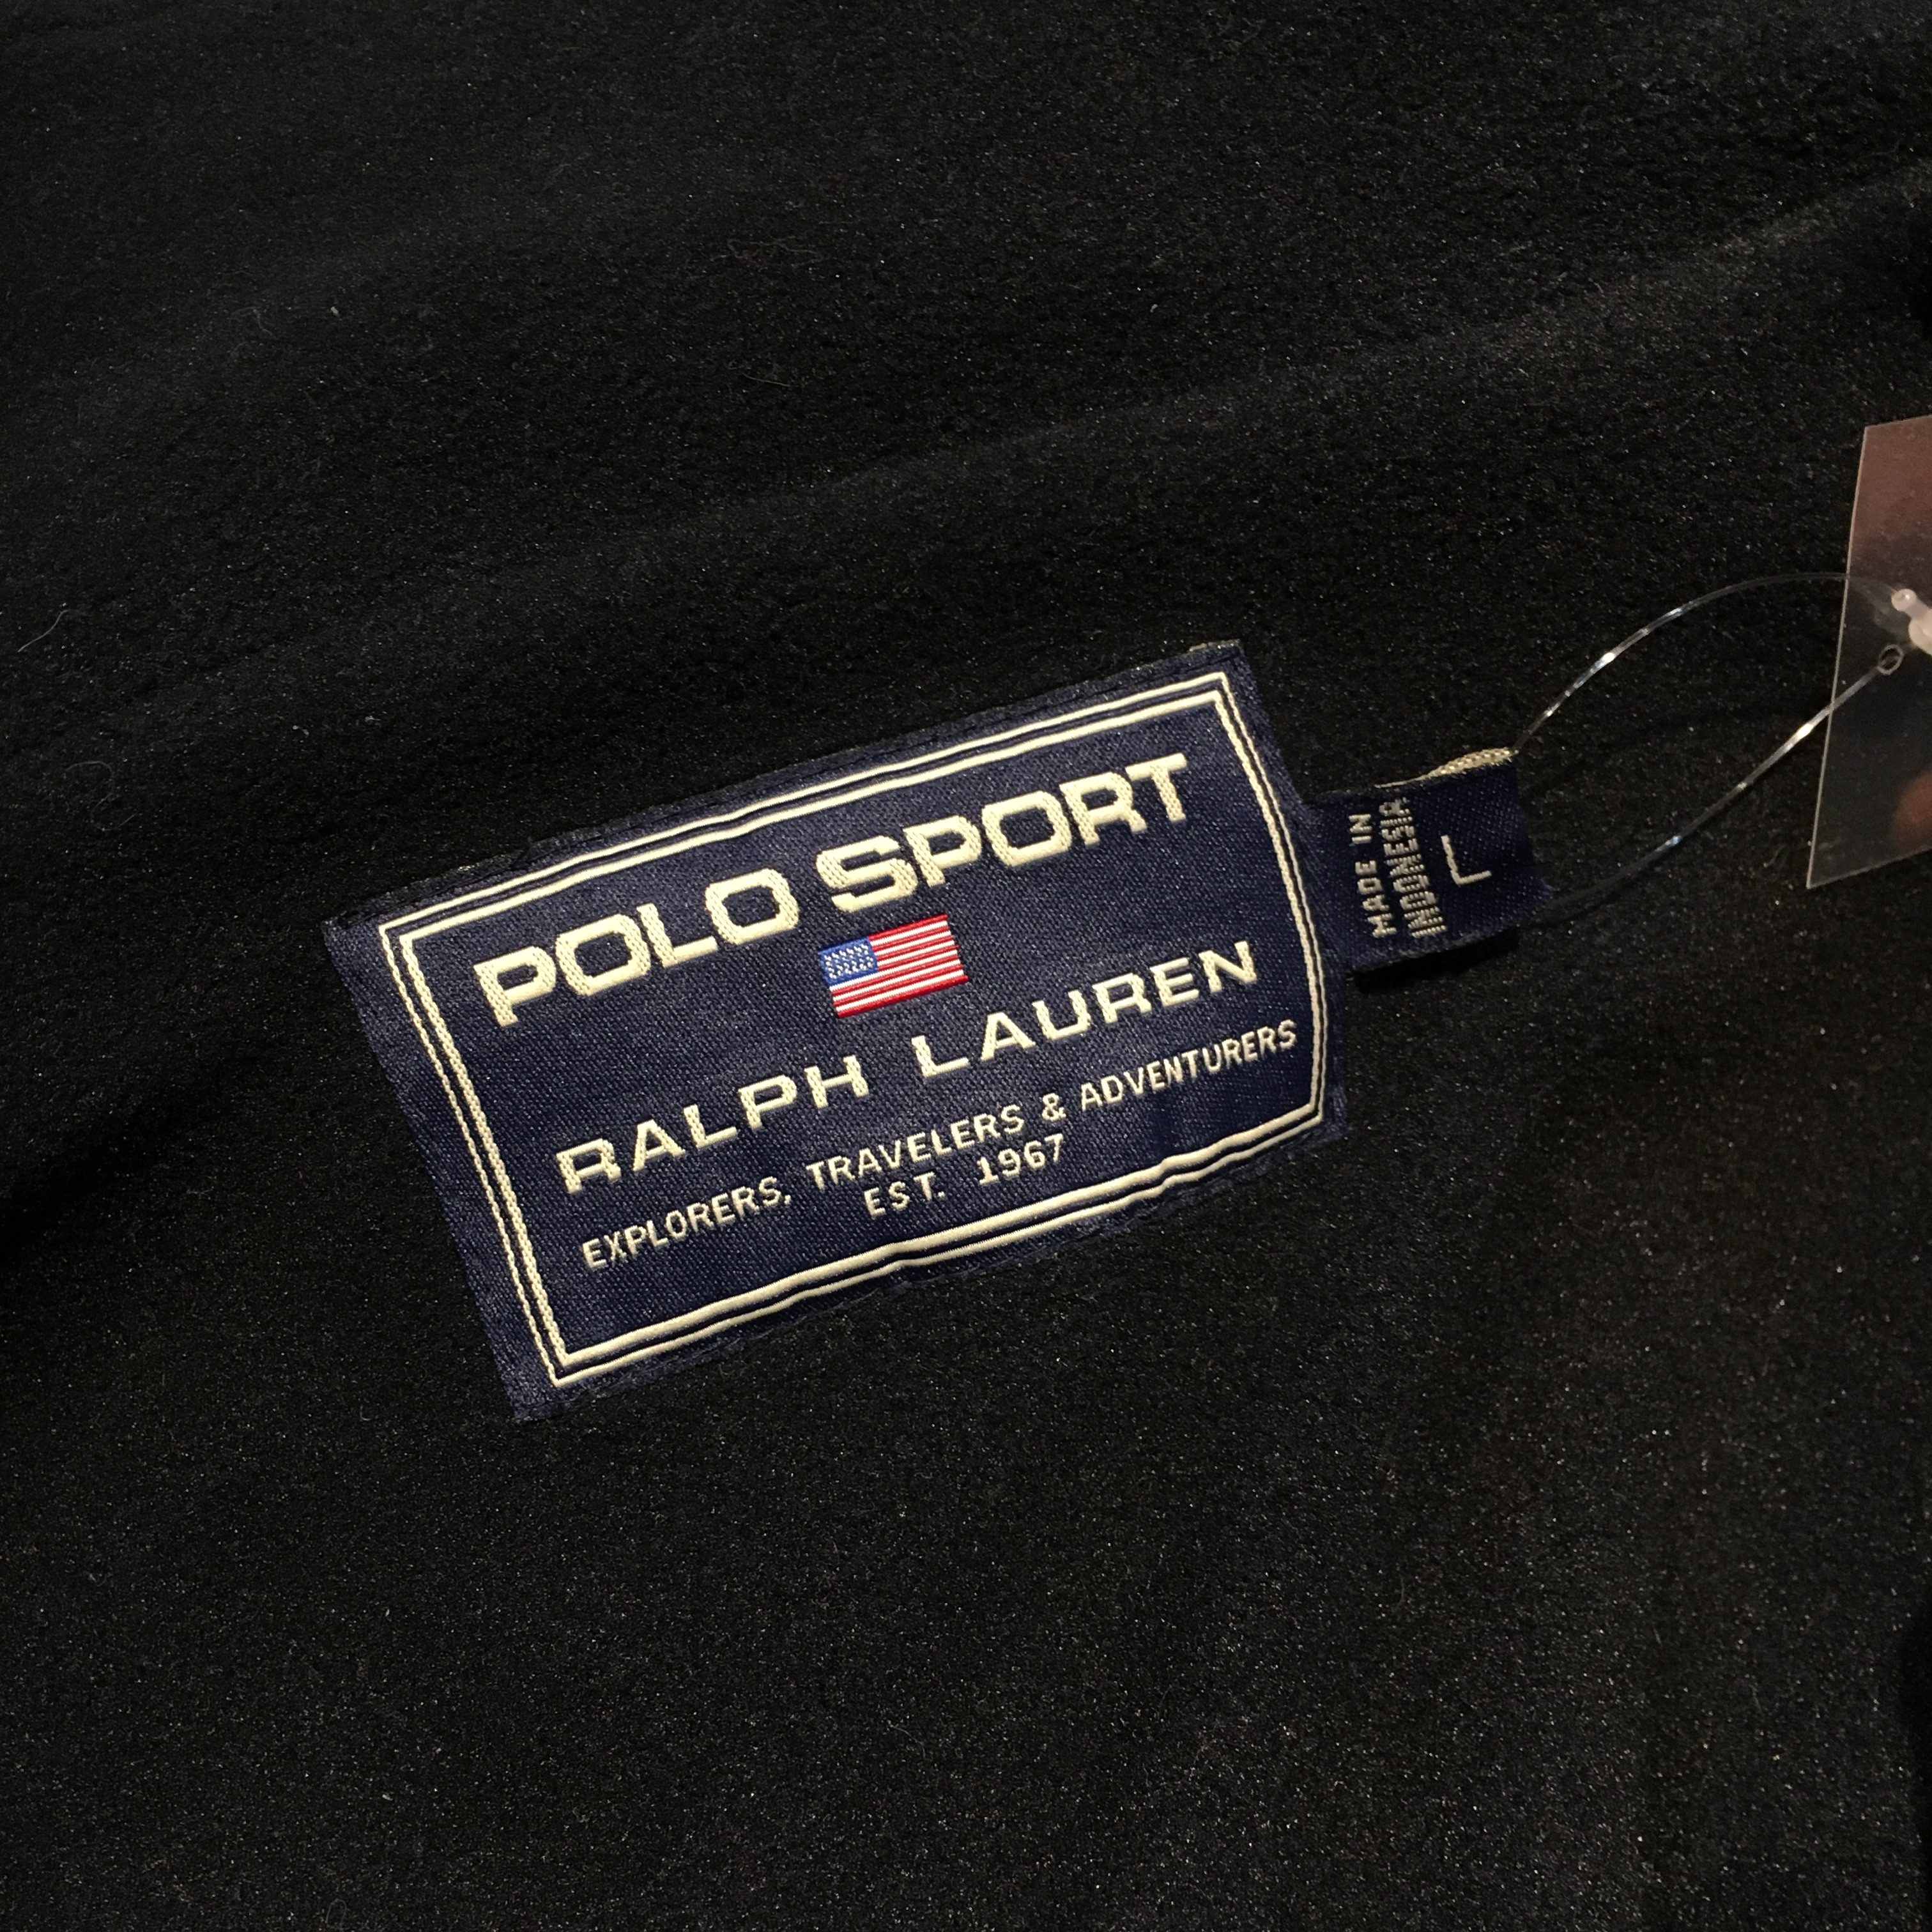 POLO SPORT
RALPH LAUREN
EXPLORERS, TRAVELERS & ADVENTURERS
EST. 1967
MADE IN
INDONESIA
L